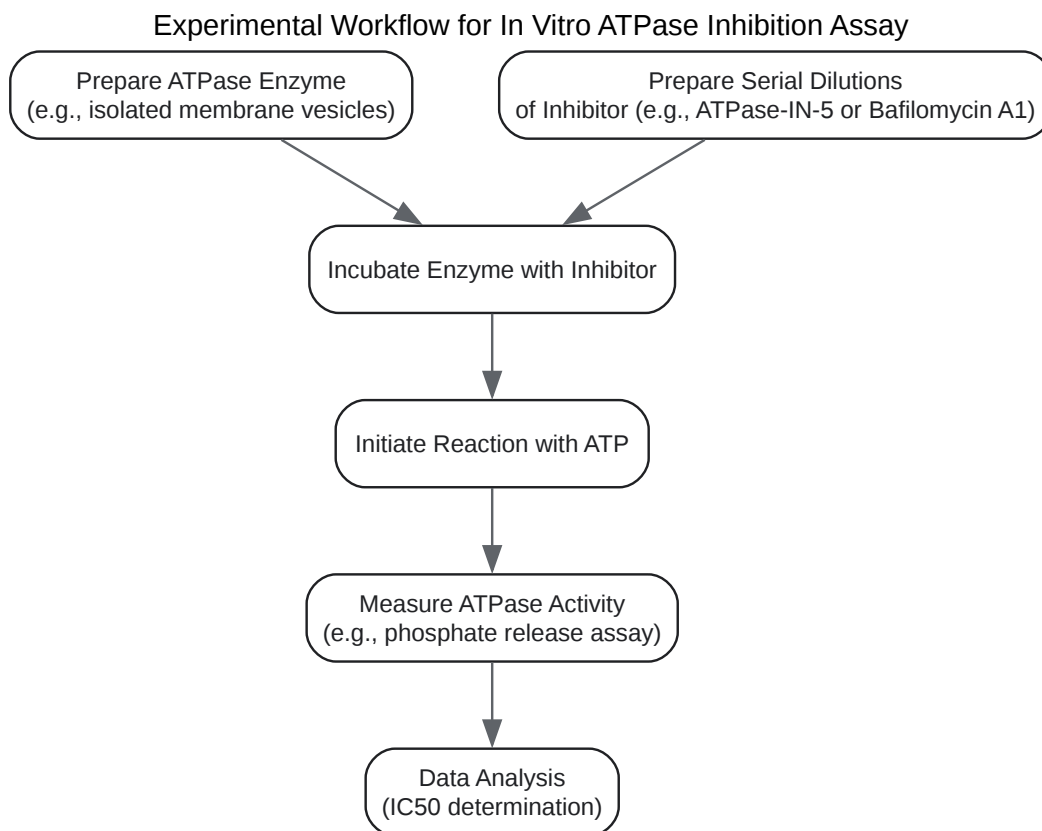 Experimental Workflow for In Vitro ATPase Inhibition Assay
Prepare ATPase Enzyme
(e.g., isolated membrane vesicles)
Prepare Serial Dilutions
of Inhibitor (e.g., ATPase-IN-5 or Bafilomycin A1)
Incubate Enzyme with Inhibitor
Initiate Reaction with ATP
Measure ATPase Activity
(e.g., phosphate release assay)
Data Analysis
(IC50 determination)